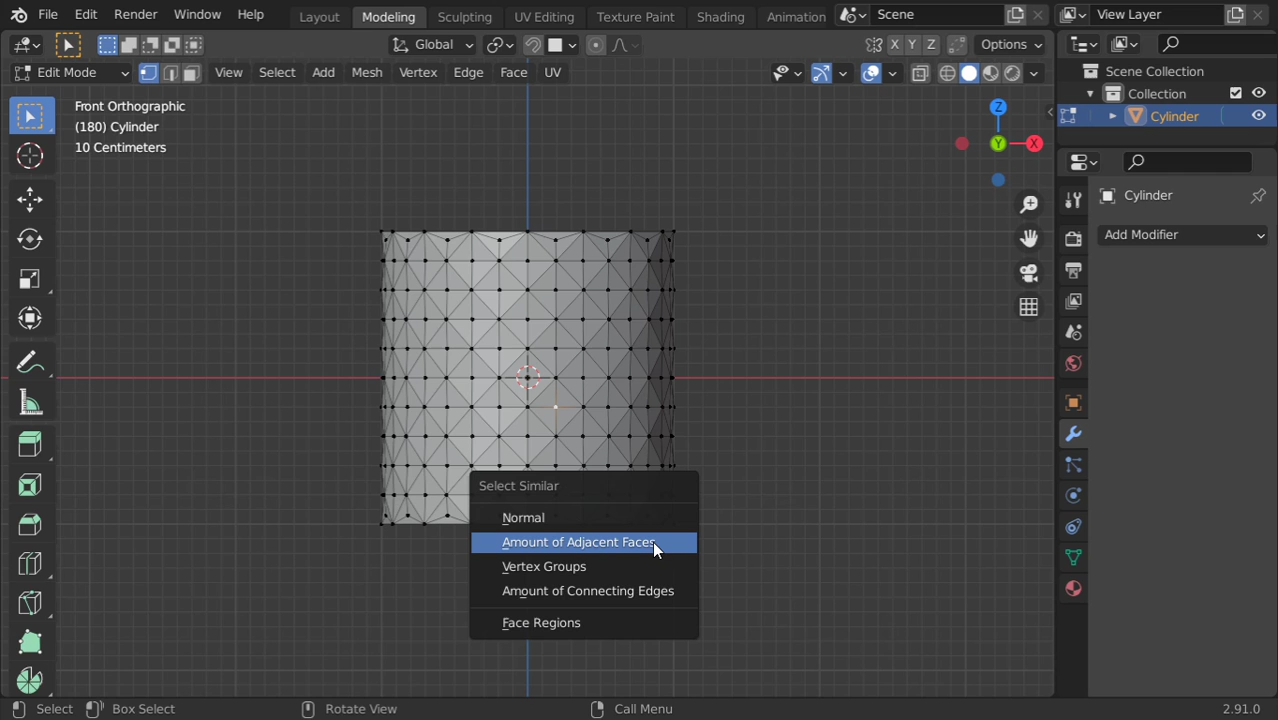 File Edit Render Window Help Layout Modeling Sculpting UV Editing Texture Paint Shading Animation Scene View Layer
Global X Y Z Options
Edit Mode View Select Add Mesh Vertex Edge Face UV
Scene Collection
Collection
Cylinder
Front Orthographic
(180) Cylinder
10 Centimeters
Z
Y
X
Cylinder
Add Modifier
Select Similar
Normal
Amount of Adjacent Faces
Vertex Groups
Amount of Connecting Edges
Face Regions
Select Box Select Rotate View Call Menu 2.91.0